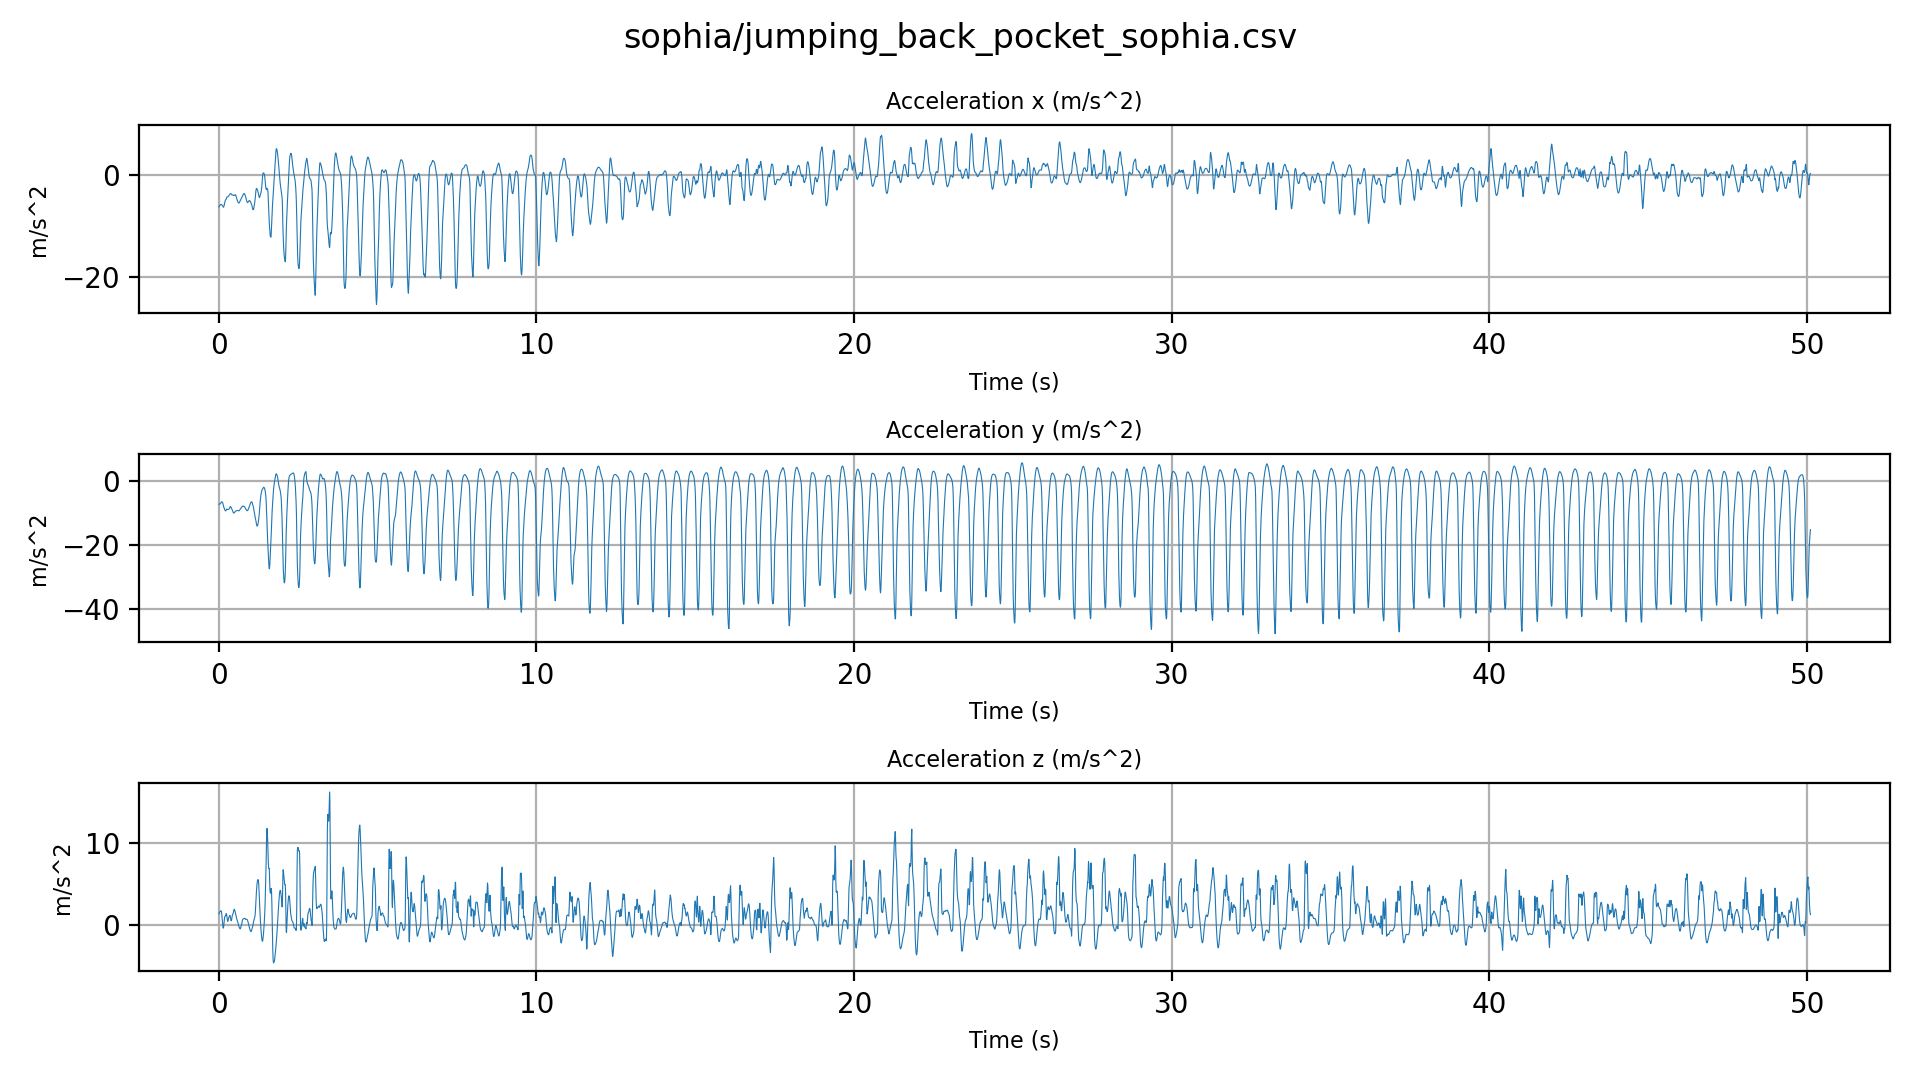 sophia/jumping_back_pocket_sophia.csv
Acceleration x (m/s^2)
m/s^2
0
−20
0 10 20 30 40 50
Time (s)
Acceleration y (m/s^2)
m/s^2
0
−20
−40
0 10 20 30 40 50
Time (s)
Acceleration z (m/s^2)
m/s^2
10
0
0 10 20 30 40 50
Time (s)